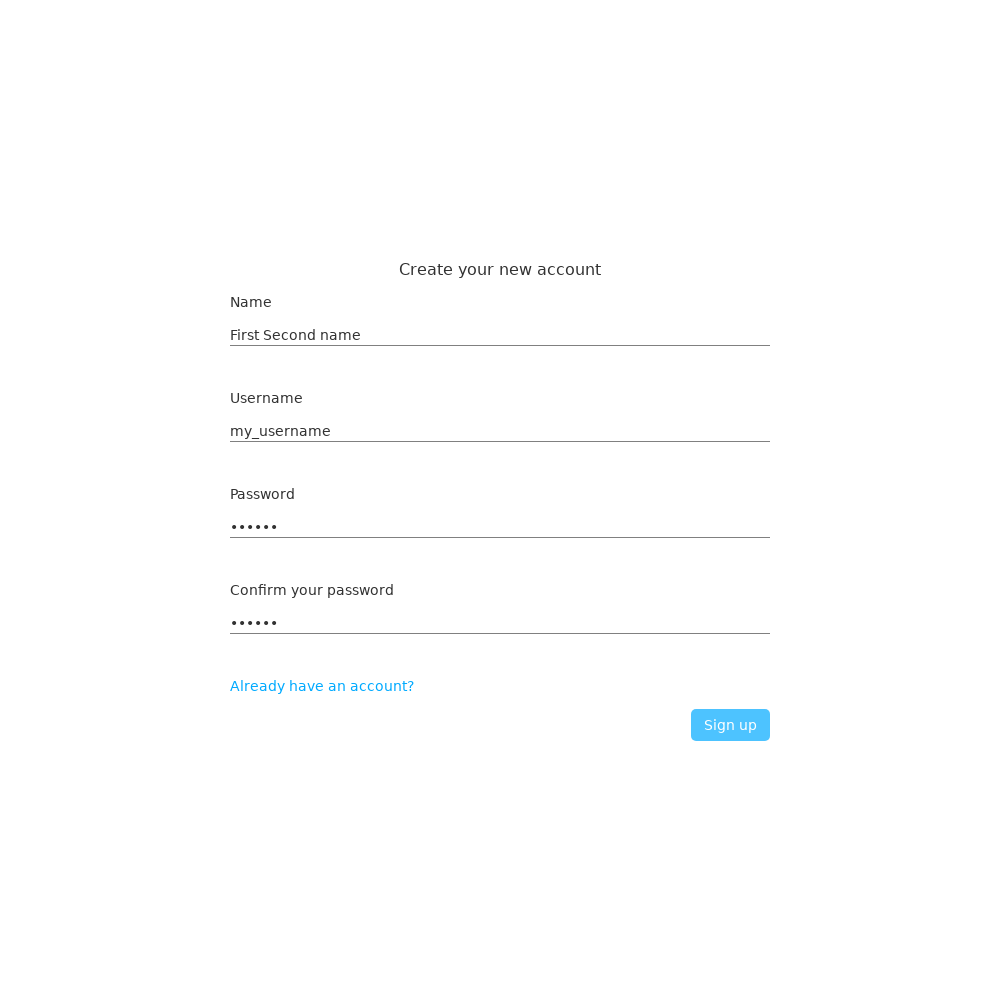 Create your new account
Name
First Second name
Username
my_username
Password
••••••
Confirm your password
••••••
Already have an account?
Sign up